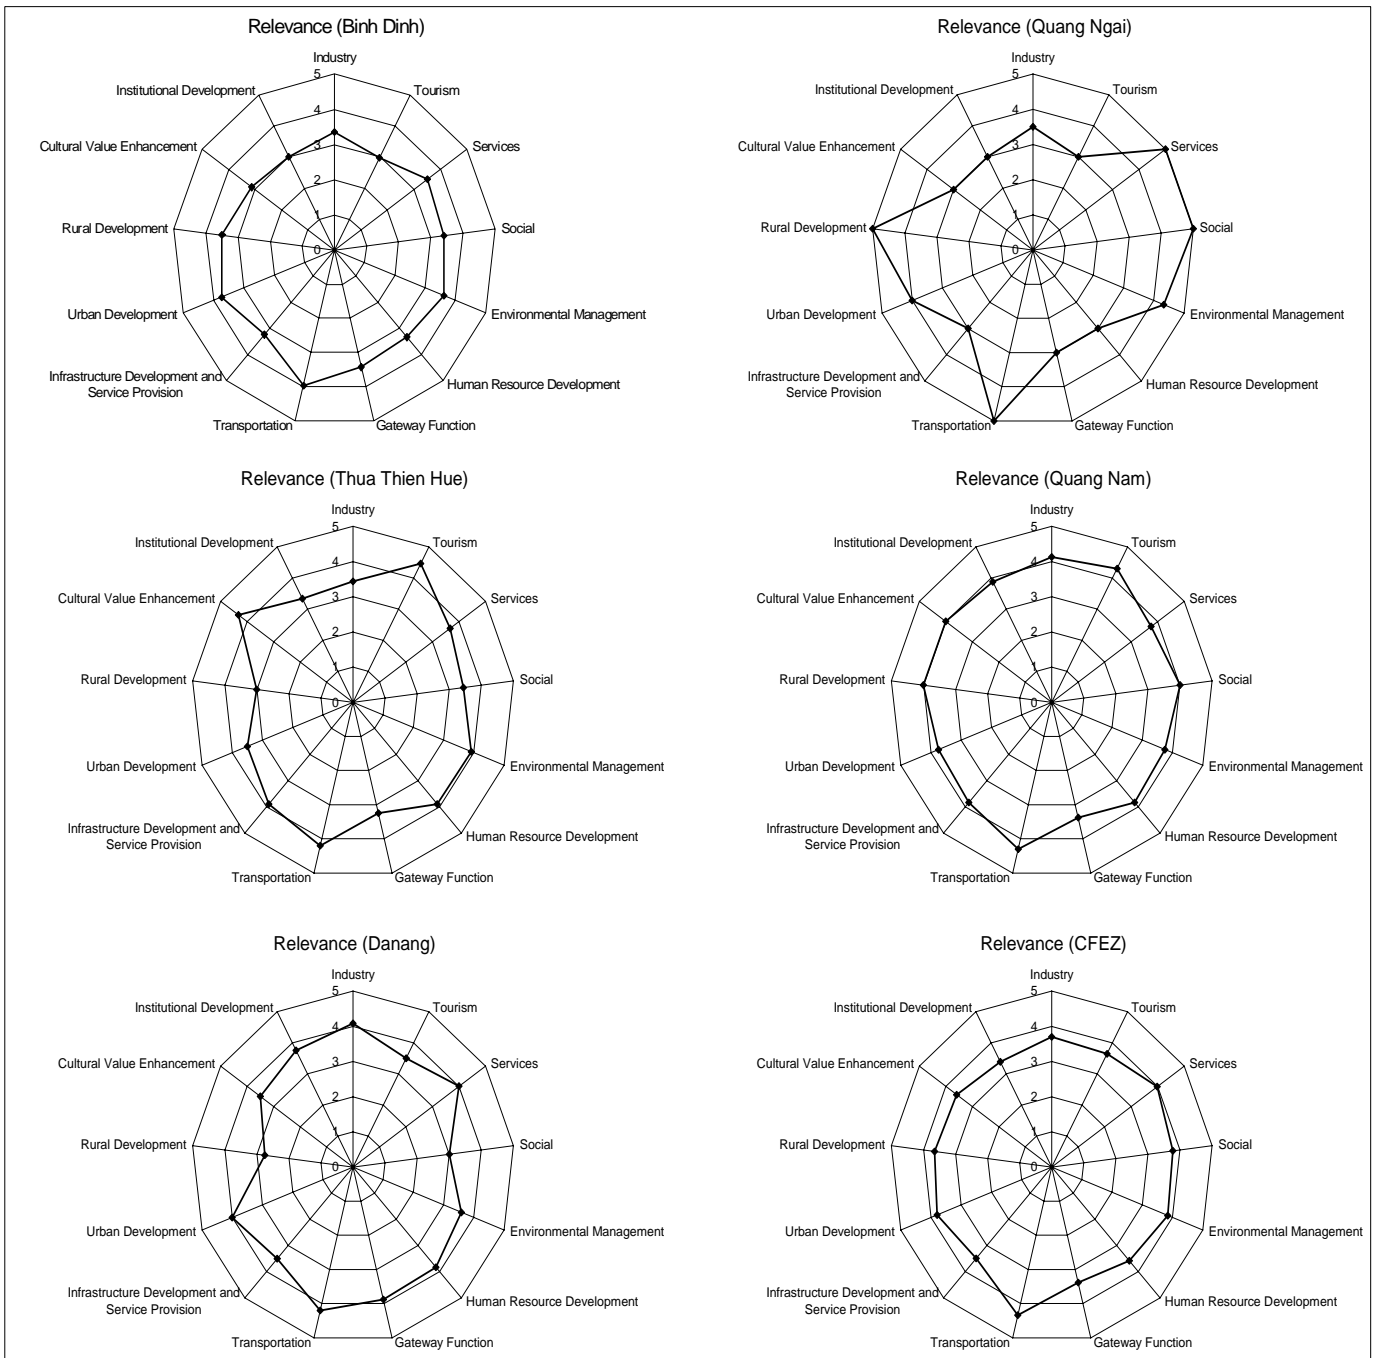 Relevance (Binh Dinh)
Industry
Tourism
Services
Social
Environmental Management
Human Resource Development
Gateway Function
Transportation
Infrastructure Development and
Service Provision
Urban Development
Rural Development
Cultural Value Enhancement
Institutional Development
5
4
3
2
1
0
Relevance (Quang Ngai)
Industry
Tourism
Services
Social
Environmental Management
Human Resource Development
Gateway Function
Transportation
Infrastructure Development and
Service Provision
Urban Development
Rural Development
Cultural Value Enhancement
Institutional Development
5
4
3
2
1
0
Relevance (Thua Thien Hue)
Industry
Tourism
Services
Social
Environmental Management
Human Resource Development
Gateway Function
Transportation
Infrastructure Development and
Service Provision
Urban Development
Rural Development
Cultural Value Enhancement
Institutional Development
5
4
3
2
1
0
Relevance (Quang Nam)
Industry
Tourism
Services
Social
Environmental Management
Human Resource Development
Gateway Function
Transportation
Infrastructure Development and
Service Provision
Urban Development
Rural Development
Cultural Value Enhancement
Institutional Development
5
4
3
2
1
0
Relevance (Danang)
Industry
Tourism
Services
Social
Environmental Management
Human Resource Development
Gateway Function
Transportation
Infrastructure Development and
Service Provision
Urban Development
Rural Development
Cultural Value Enhancement
Institutional Development
5
4
3
2
1
0
Relevance (CFEZ)
Industry
Tourism
Services
Social
Environmental Management
Human Resource Development
Gateway Function
Transportation
Infrastructure Development and
Service Provision
Urban Development
Rural Development
Cultural Value Enhancement
Institutional Development
5
4
3
2
1
0